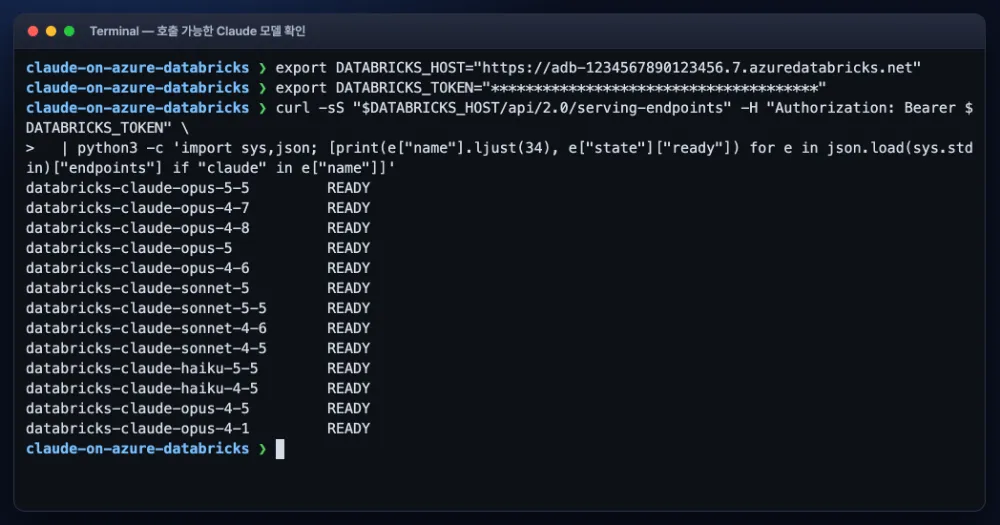 Terminal — 호출 가능한 Claude 모델 확인
claude-on-azure-databricks ❯ export DATABRICKS_HOST="https://adb-1234567890123456.7.azuredatabricks.net"
claude-on-azure-databricks ❯ export DATABRICKS_TOKEN="**************************************"
claude-on-azure-databricks ❯ curl -sS "$DATABRICKS_HOST/api/2.0/serving-endpoints" -H "Authorization: Bearer $
DATABRICKS_TOKEN" \
>   | python3 -c 'import sys,json; [print(e["name"].ljust(34), e["state"]["ready"]) for e in json.load(sys.std
in)["endpoints"] if "claude" in e["name"]]'
databricks-claude-opus-5-5         READY
databricks-claude-opus-4-7         READY
databricks-claude-opus-4-8         READY
databricks-claude-opus-5           READY
databricks-claude-opus-4-6         READY
databricks-claude-sonnet-5         READY
databricks-claude-sonnet-5-5       READY
databricks-claude-sonnet-4-6       READY
databricks-claude-sonnet-4-5       READY
databricks-claude-haiku-5-5        READY
databricks-claude-haiku-4-5        READY
databricks-claude-opus-4-5         READY
databricks-claude-opus-4-1         READY
claude-on-azure-databricks ❯